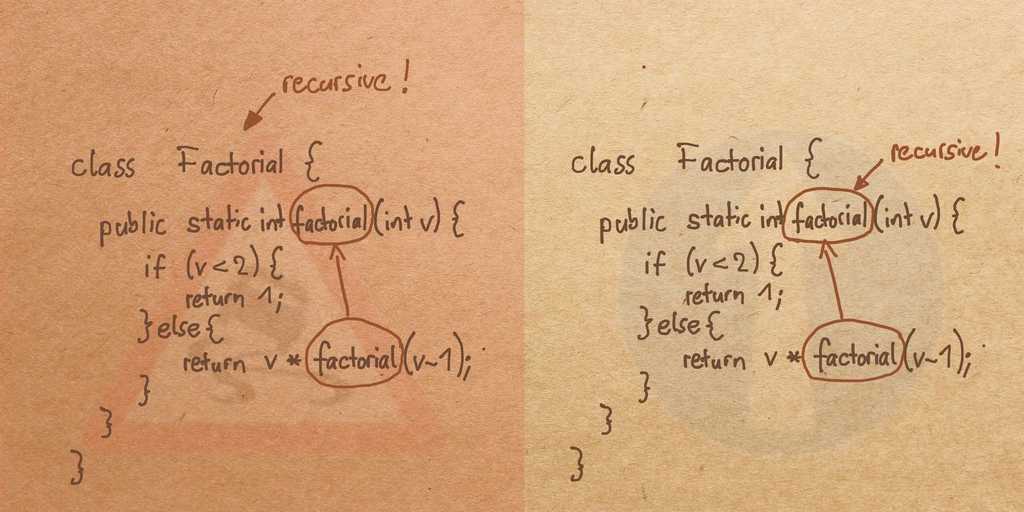 recursive!
class Factorial {
public static int factorial (int v) {
if (v < 2) {
return 1;
} else {
return v * factorial (v-1);
}
}
}
recursive!
class Factorial {
public static int factorial (int v) {
if (v < 2) {
return 1;
} else {
return v * factorial (v-1);
}
}
}